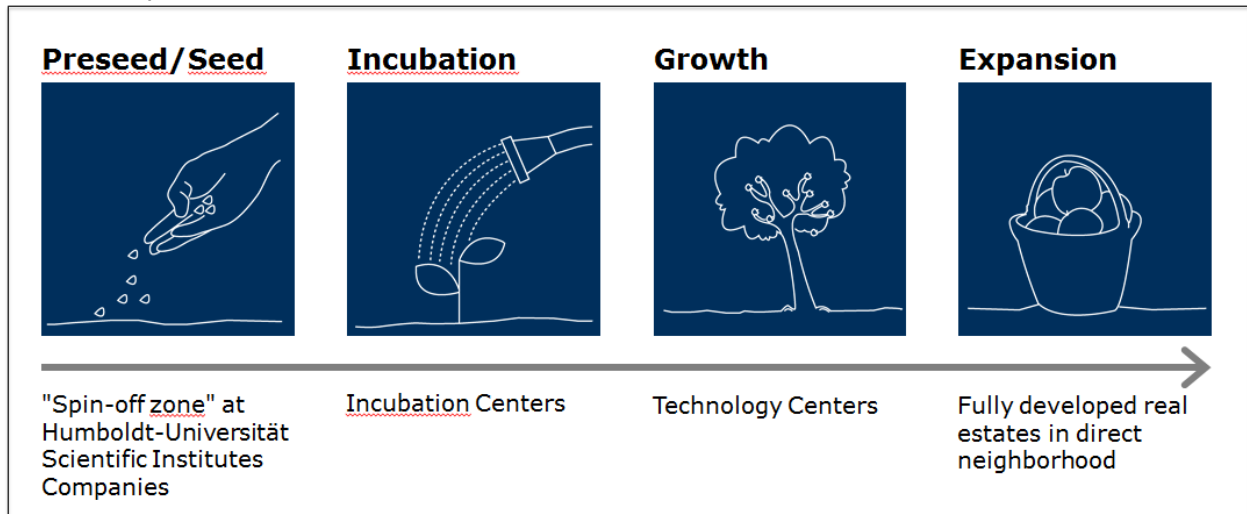 Preseed/Seed
Incubation
Growth
Expansion
"Spin-off zone" at
Humboldt-Universität
Scientific Institutes
Companies
Incubation Centers
Technology Centers
Fully developed real
estates in direct
neighborhood